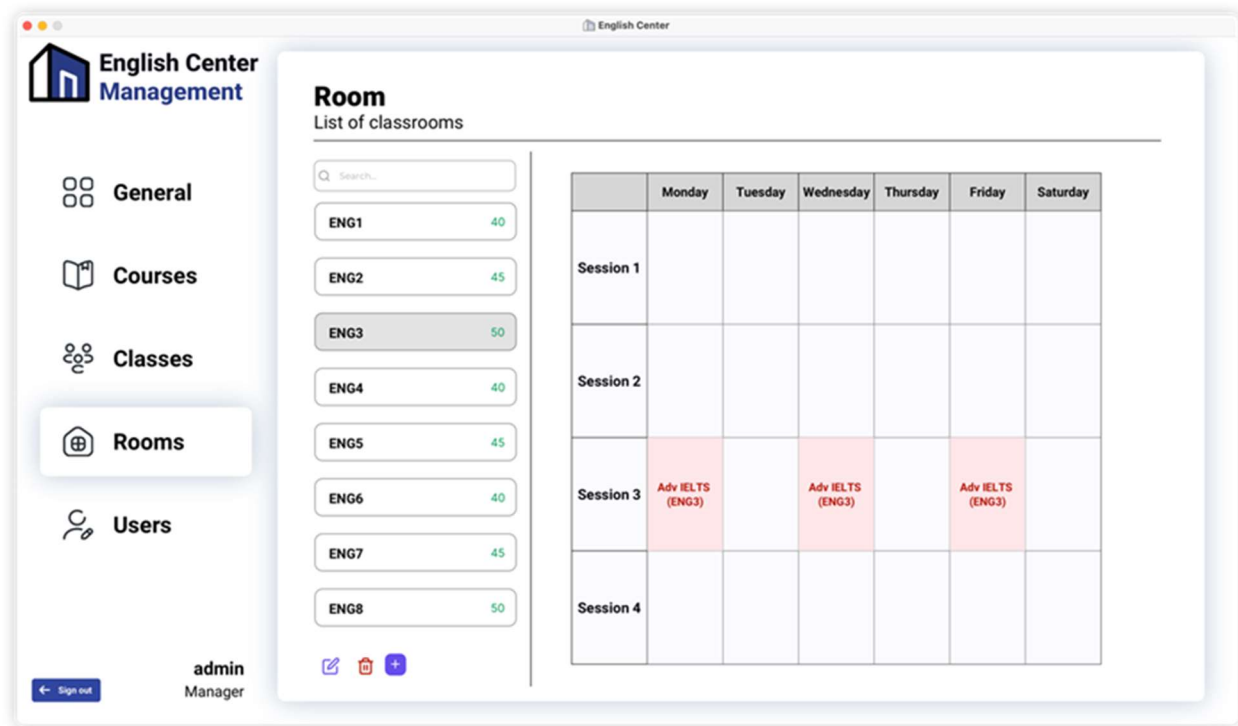 English Center
English Center
Management
General
Courses
Classes
Rooms
Users
admin
Manager
Sign out
Room
List of classrooms
Search...
ENG1 40
ENG2 45
ENG3 50
ENG4 40
ENG5 45
ENG6 40
ENG7 45
ENG8 50
Monday Tuesday Wednesday Thursday Friday Saturday
Session 1
Session 2
Session 3
Adv IELTS
(ENG3)
Adv IELTS
(ENG3)
Adv IELTS
(ENG3)
Session 4